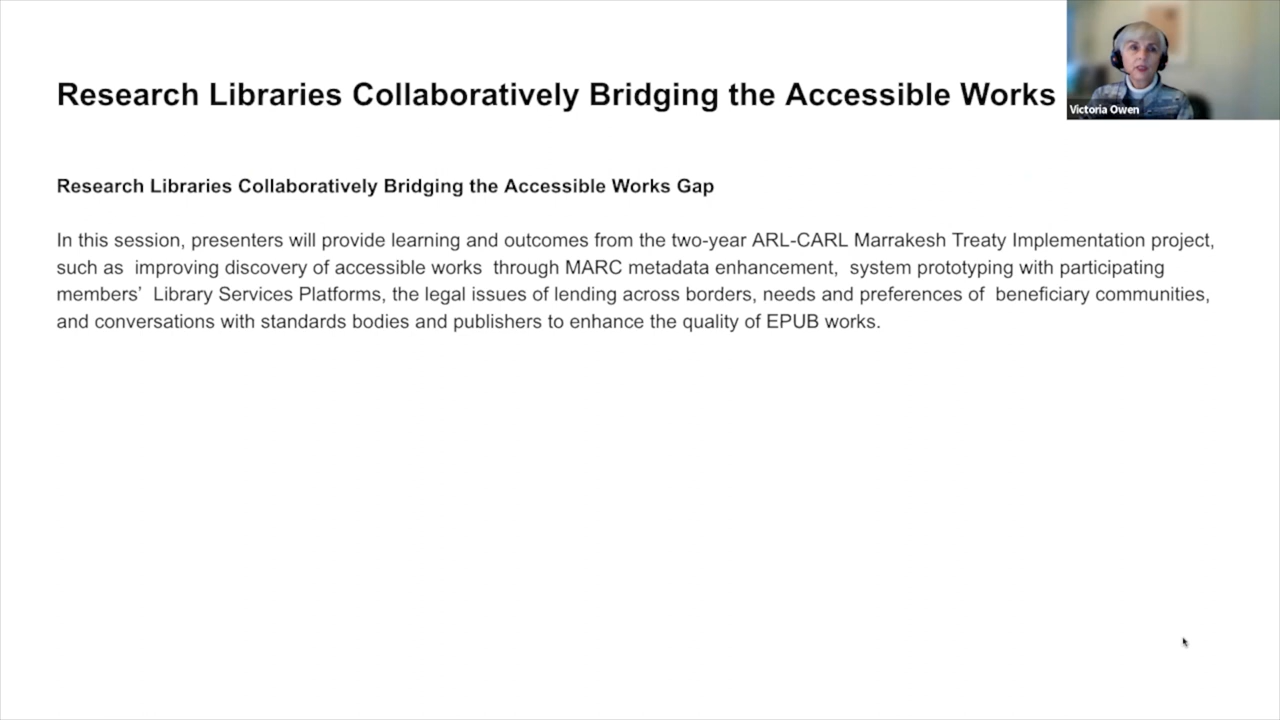 Research Libraries Collaboratively Bridging the Accessible Works
Victoria Owen
Research Libraries Collaboratively Bridging the Accessible Works Gap
In this session, presenters will provide learning and outcomes from the two-year ARL-CARL Marrakesh Treaty Implementation project,
such as  improving discovery of accessible works  through MARC metadata enhancement,  system prototyping with participating
members’  Library Services Platforms, the legal issues of lending across borders, needs and preferences of  beneficiary communities,
and conversations with standards bodies and publishers to enhance the quality of EPUB works.